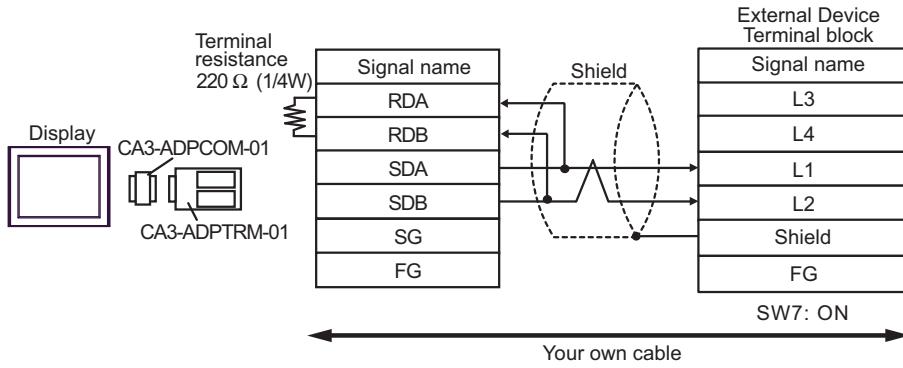 External Device
Terminal block
Terminal
resistance
220 Ω (1/4W)
Signal name
Shield
Signal name
RDA
L3
RDB
L4
Display
CA3-ADPCOM-01
SDA
L1
SDB
L2
CA3-ADPTRM-01
SG
Shield
FG
FG
SW7: ON
Your own cable